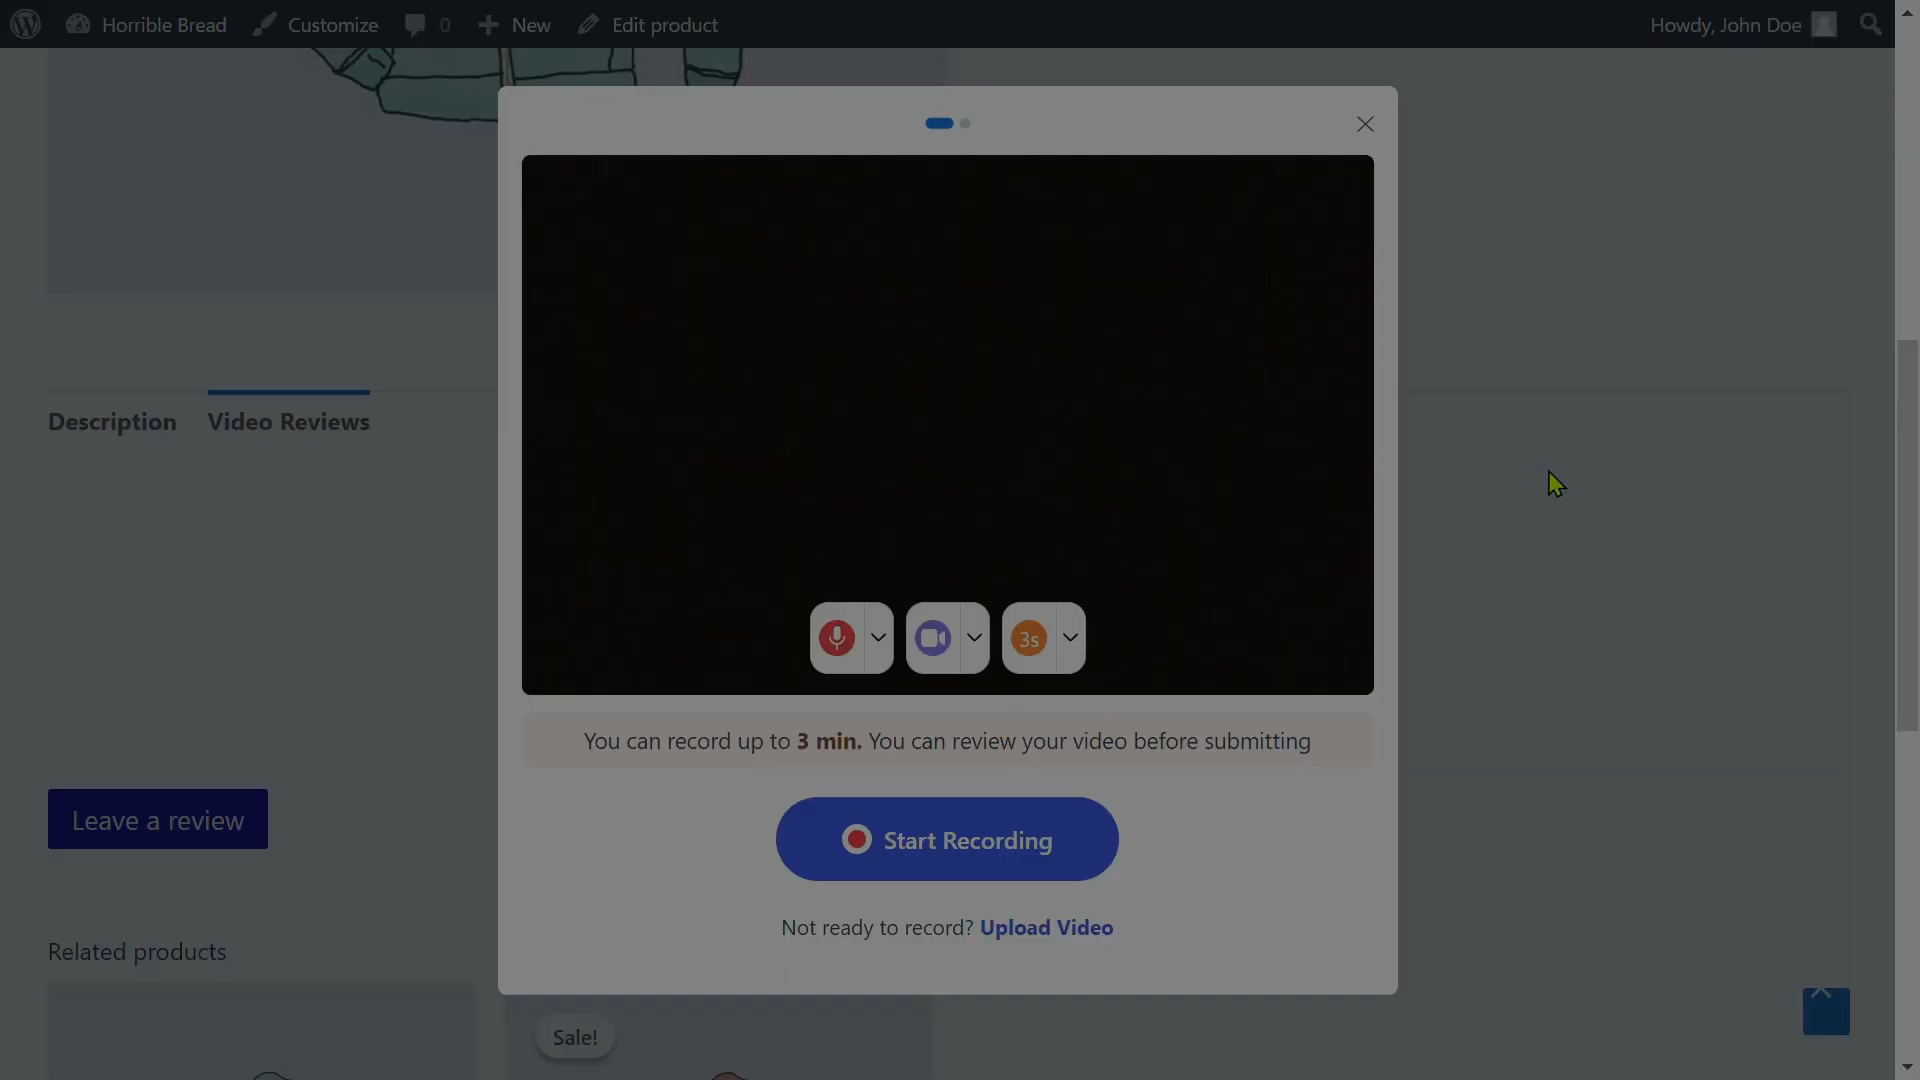 Horrible Bread Customize 0 New Edit product Howdy, John Doe
Description Video Reviews
3s
You can record up to 3 min. You can review your video before submitting
Leave a review
Start Recording
Not ready to record? Upload Video
Related products
Sale!